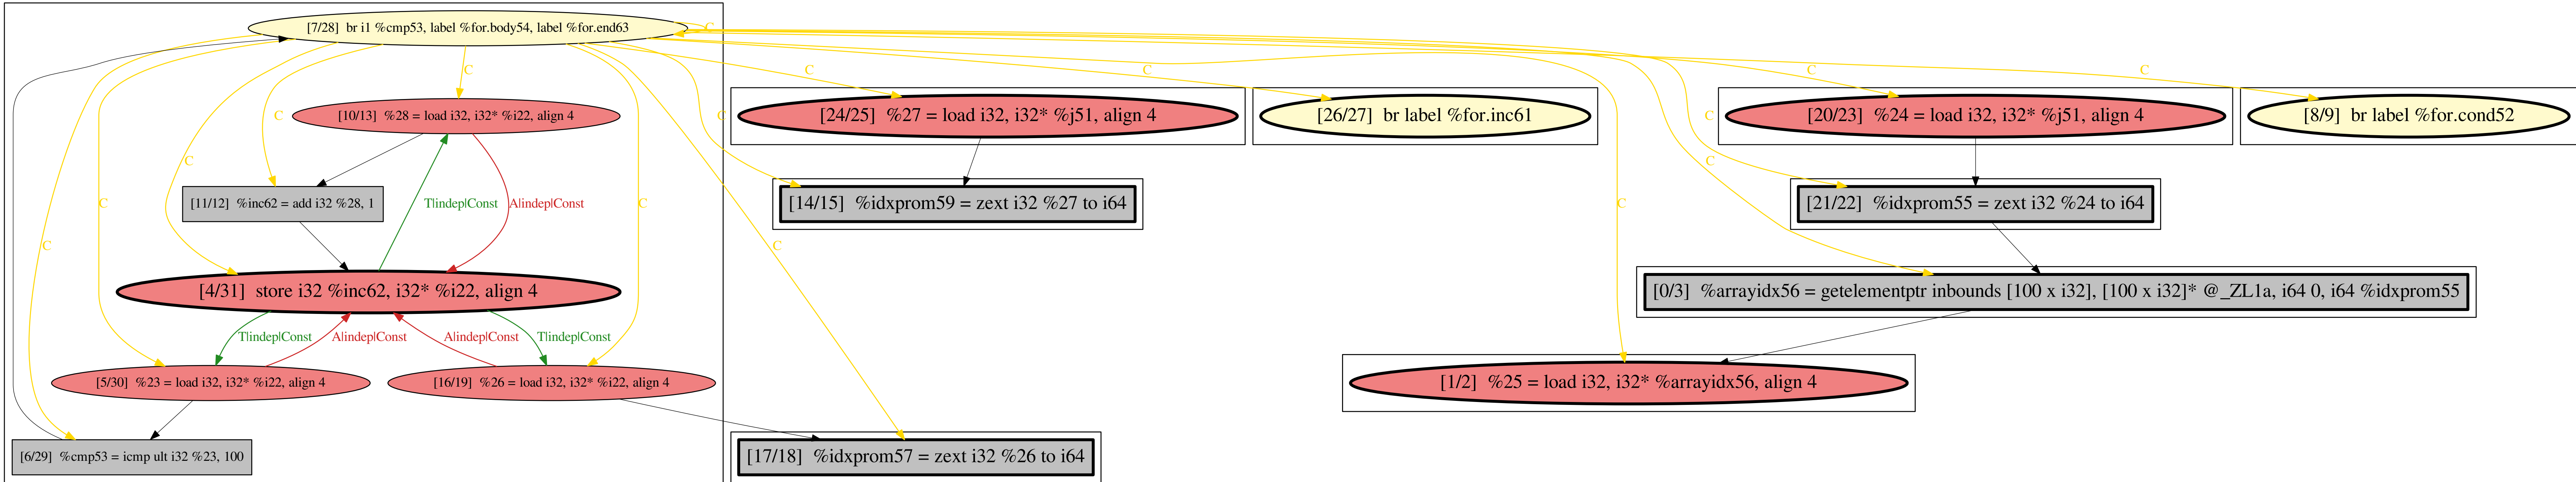 [7/28]  br i1 %cmp53, label %for.body54, label %for.end63
C
C
C
C
C
[10/13]  %28 = load i32, i32* %i22, align 4
[24/25]  %27 = load i32, i32* %j51, align 4
[26/27]  br label %for.inc61
[20/23]  %24 = load i32, i32* %j51, align 4
[8/9]  br label %for.cond52
C
C
C
C
[11/12]  %inc62 = add i32 %28, 1
C
C
T|indep|Const
A|indep|Const
C
[14/15]  %idxprom59 = zext i32 %27 to i64
C
[21/22]  %idxprom55 = zext i32 %24 to i64
C
C
C
[4/31]  store i32 %inc62, i32* %i22, align 4
[0/3]  %arrayidx56 = getelementptr inbounds [100 x i32], [100 x i32]* @_ZL1a, i64 0, i64 %idxprom55
T|indep|Const
A|indep|Const
A|indep|Const
T|indep|Const
[5/30]  %23 = load i32, i32* %i22, align 4
[16/19]  %26 = load i32, i32* %i22, align 4
[1/2]  %25 = load i32, i32* %arrayidx56, align 4
[6/29]  %cmp53 = icmp ult i32 %23, 100
[17/18]  %idxprom57 = zext i32 %26 to i64